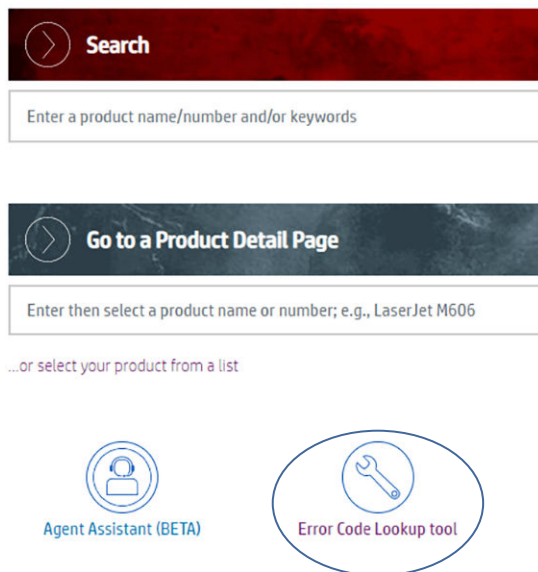 Search
Enter a product name/number and/or keywords
Go to a Product Detail Page
Enter then select a product name or number; e.g., LaserJet M606
...or select your product from a list
Agent Assistant (BETA)
Error Code Lookup tool